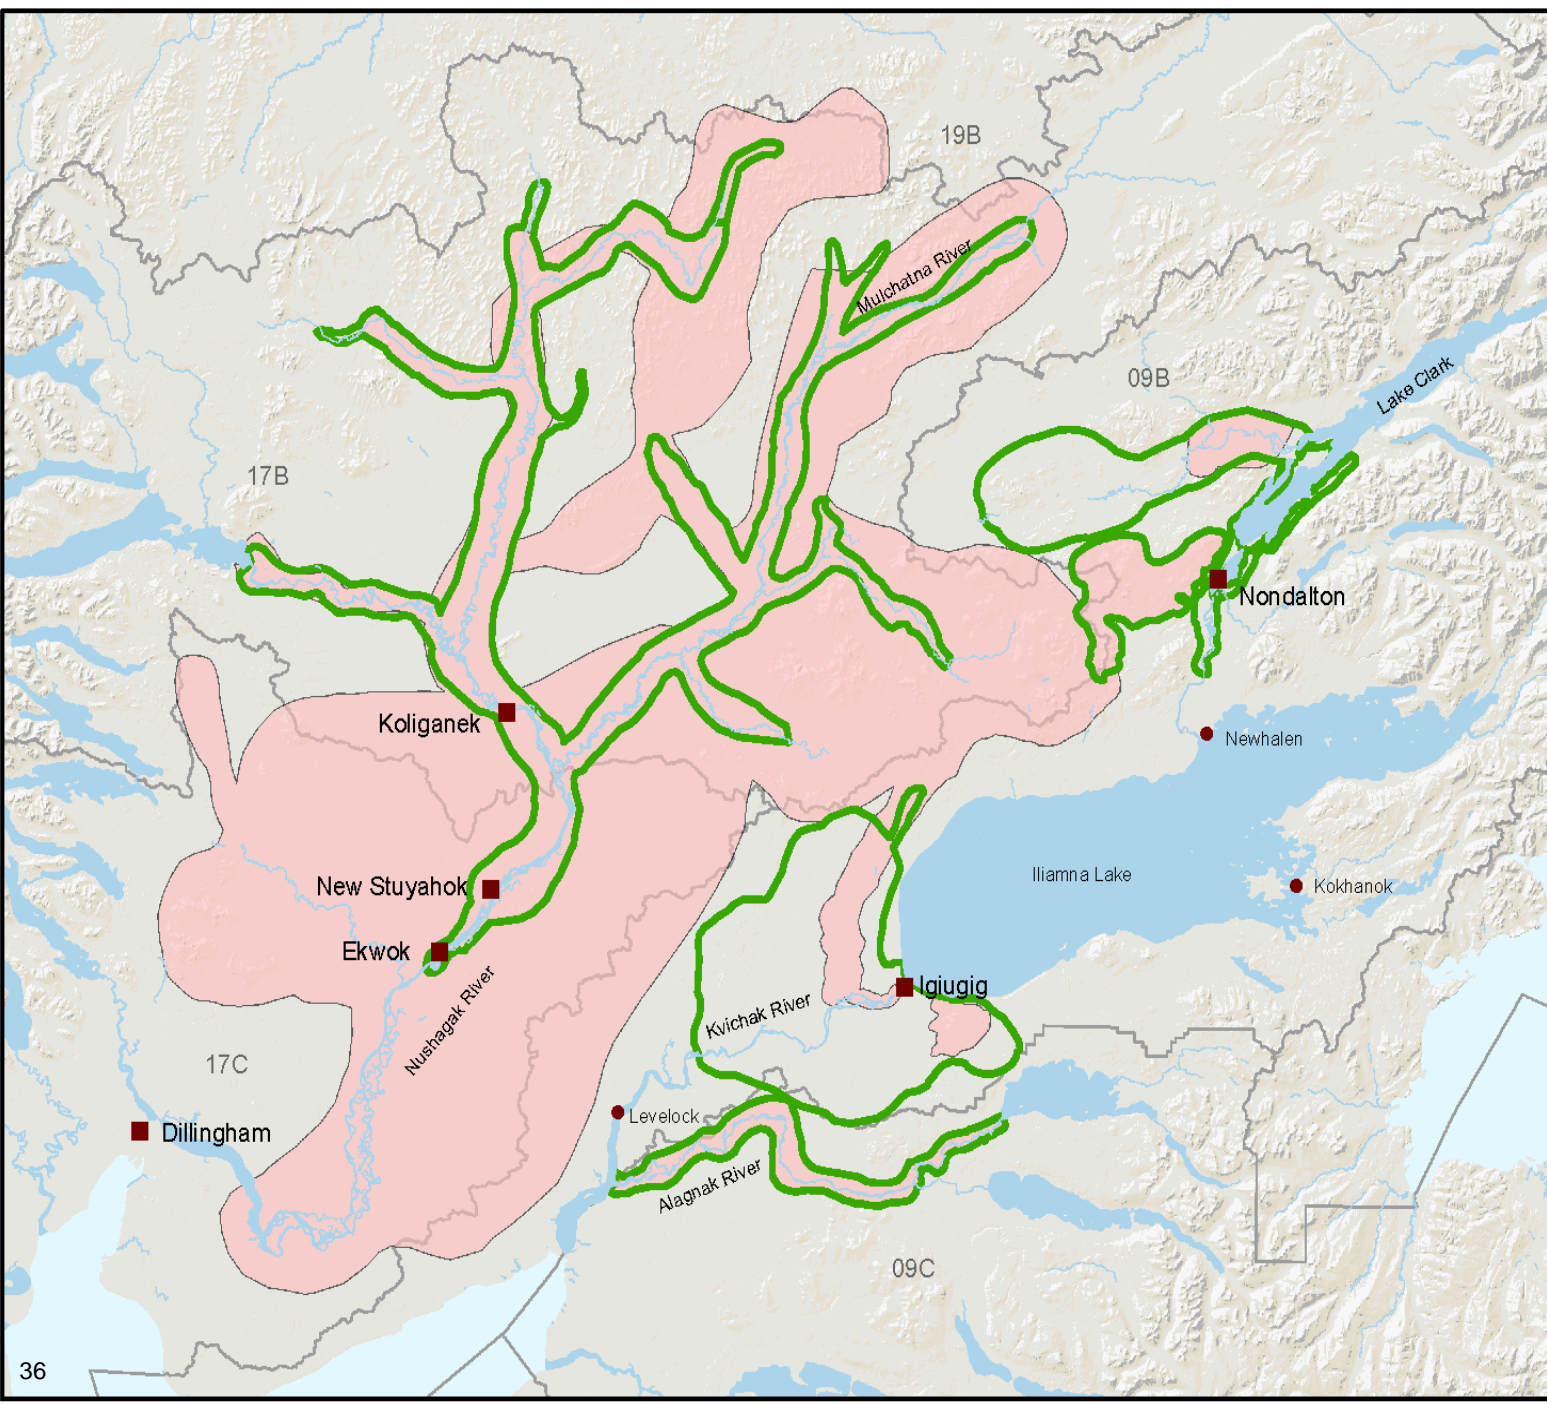 19B
Mulchatna River
09B
Lake Clark
17B
Nondalton
Koliganek
Newhalen
Iliamna Lake
New Stuyahok
Kokhanok
Ekwok
Igiugig
Nushagak River
Kvichak River
17C
Levelock
Dillingham
Alagnak River
09C
36